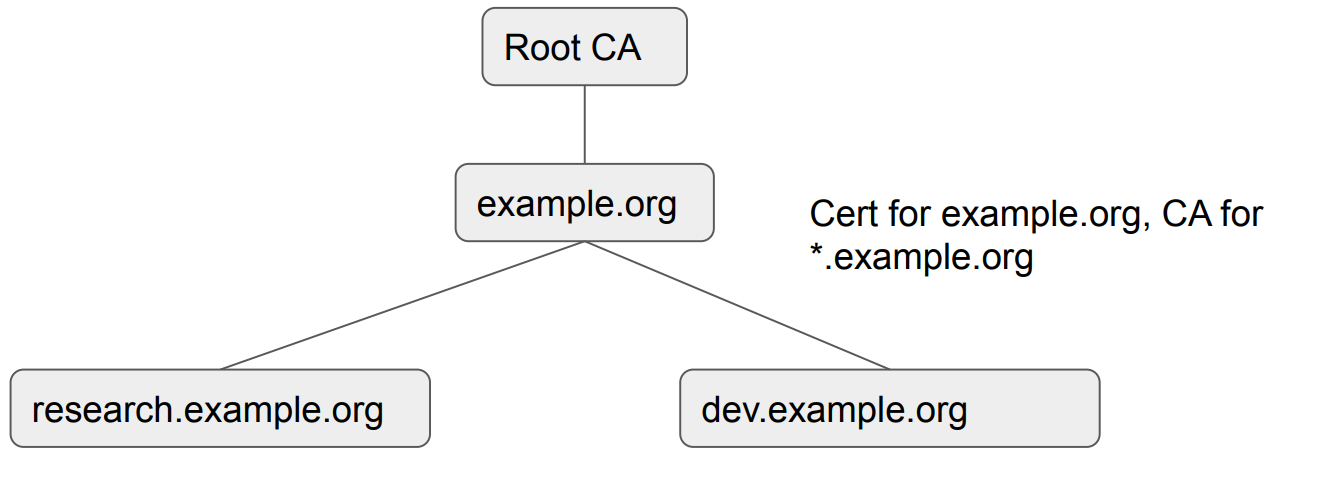 Root CA
example.org
Cert for example.org, CA for
*.example.org
research.example.org
dev.example.org